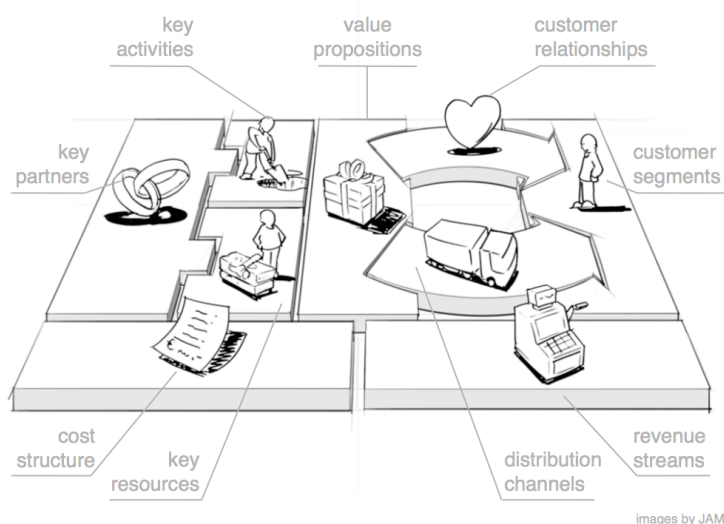 key
activities
value
propositions
customer
relationships
key
partners
customer
segments
cost
structure
key
resources
distribution
channels
revenue
streams
images by JAM